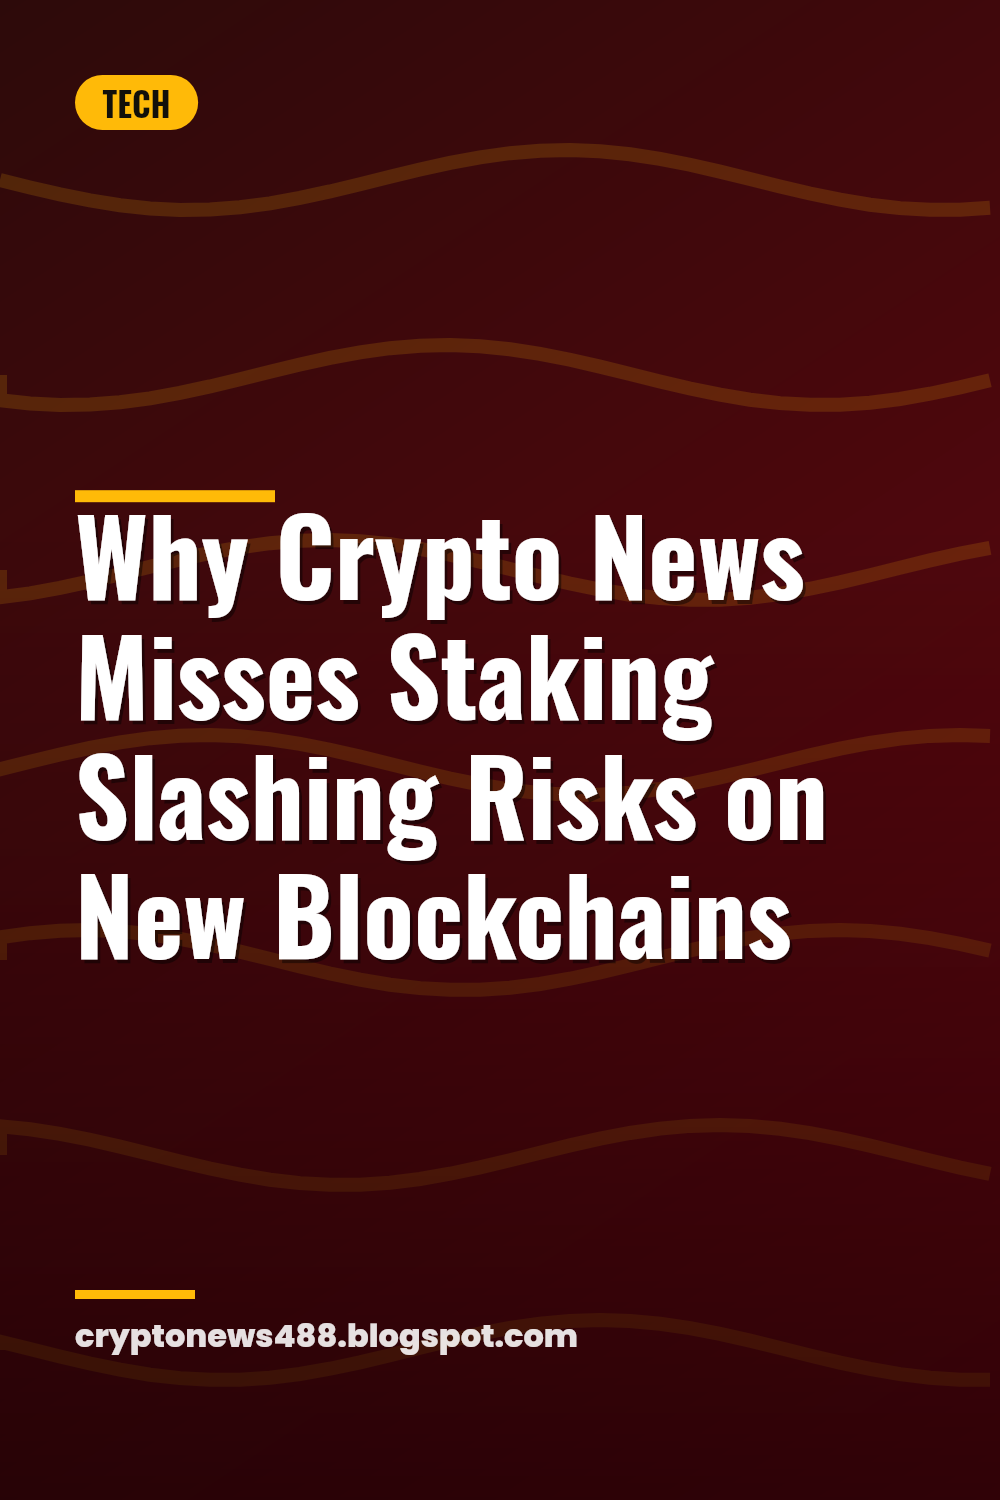 TECH
Why Crypto News
Misses Staking
Slashing Risks on
New Blockchains
cryptonews488.blogspot.com